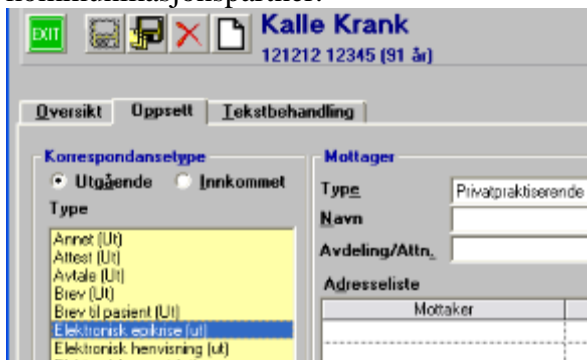 kommunikasjonspartner.
EXIT
Kalle Krank
121212 12345 (91 år)
Oversikt Oppsett Tekstbehandling
Korrespondansetype
Utgående Innkommet
Type
Annet (Ut)
Attest (Ut)
Avtale (Ut)
Brev (Ut)
Brev til pasient (Ut)
Elektronisk epikrise (ut)
Elektronisk henvisning (ut)
Mottager
Type Privatpraktiserende
Navn
Avdeling/Attn.
Adresseliste
Mottaker